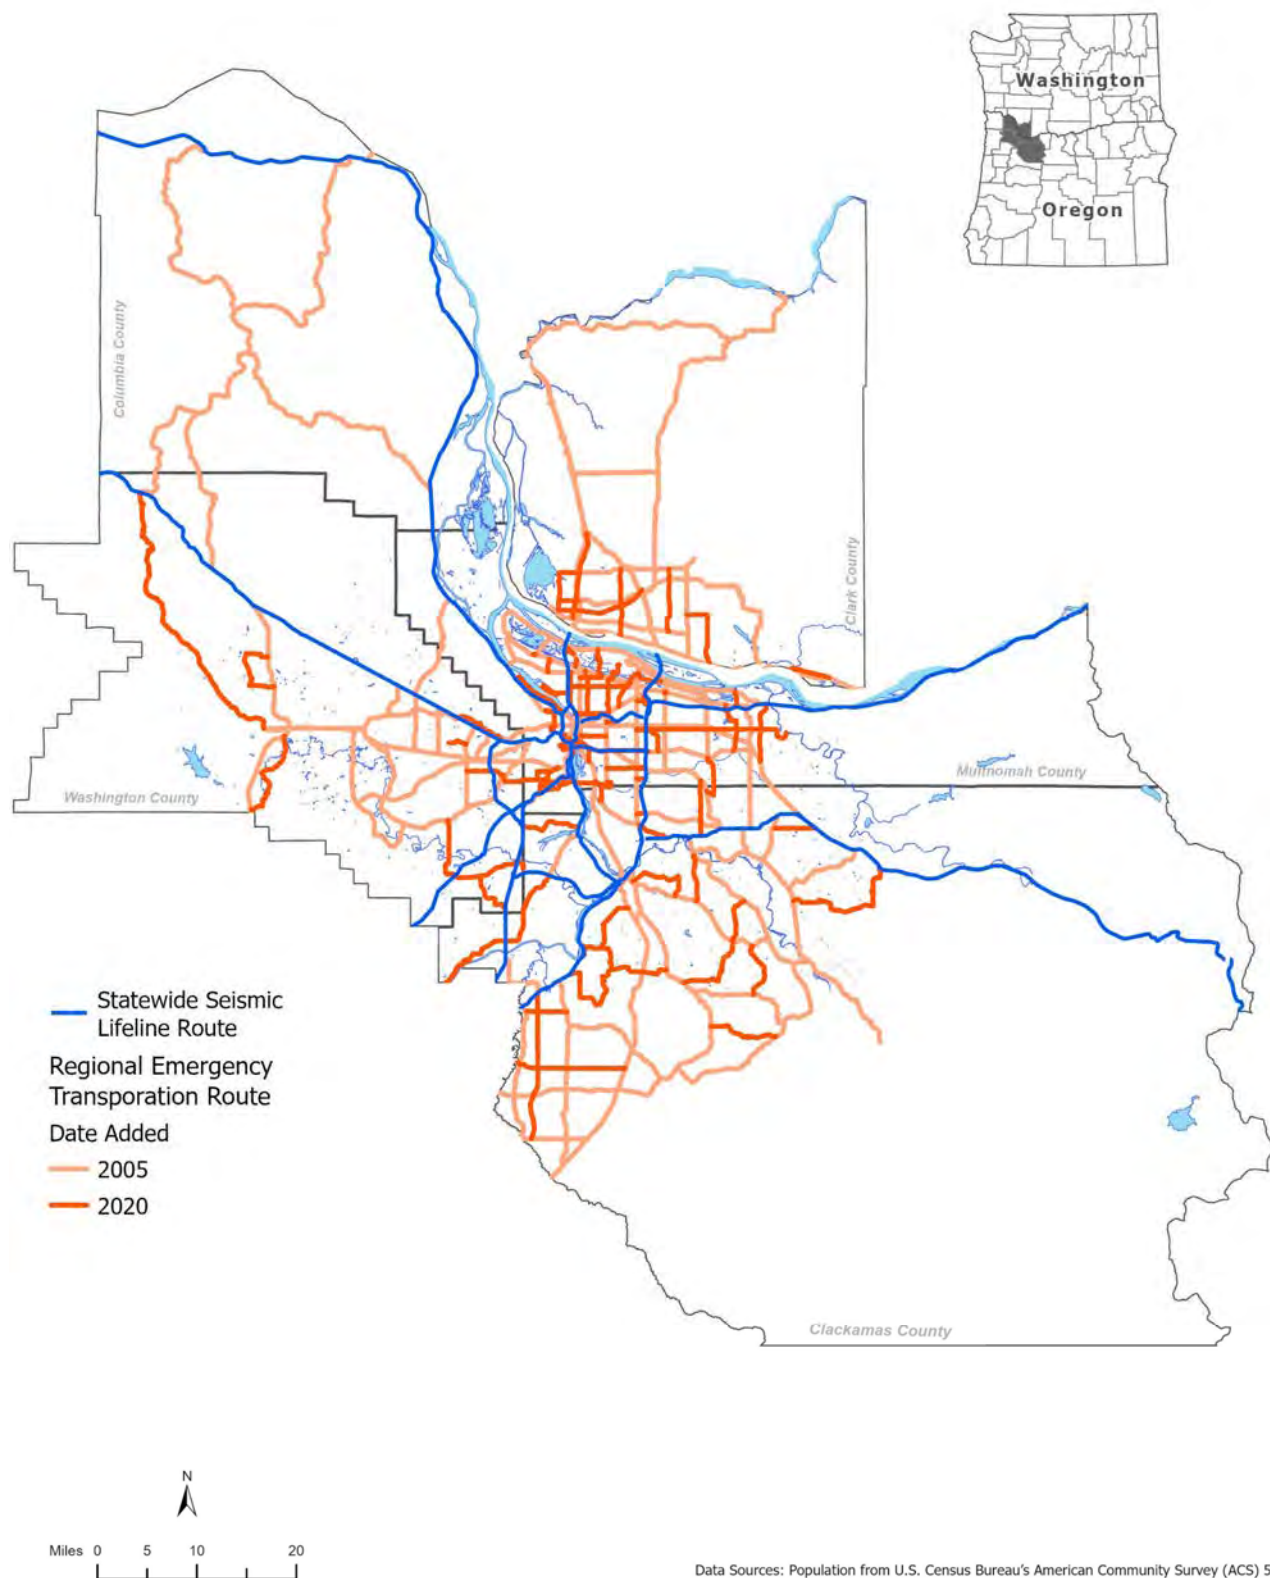 Washington
Oregon
Columbia County
Clark County
Multnomah County
Washington County
Statewide Seismic
Lifeline Route
Regional Emergency
Transporation Route
Date Added
2005
2020
Clackamas County
N
Miles 0 5 10 20
Data Sources: Population from U.S. Census Bureau's American Community Survey (ACS) 5